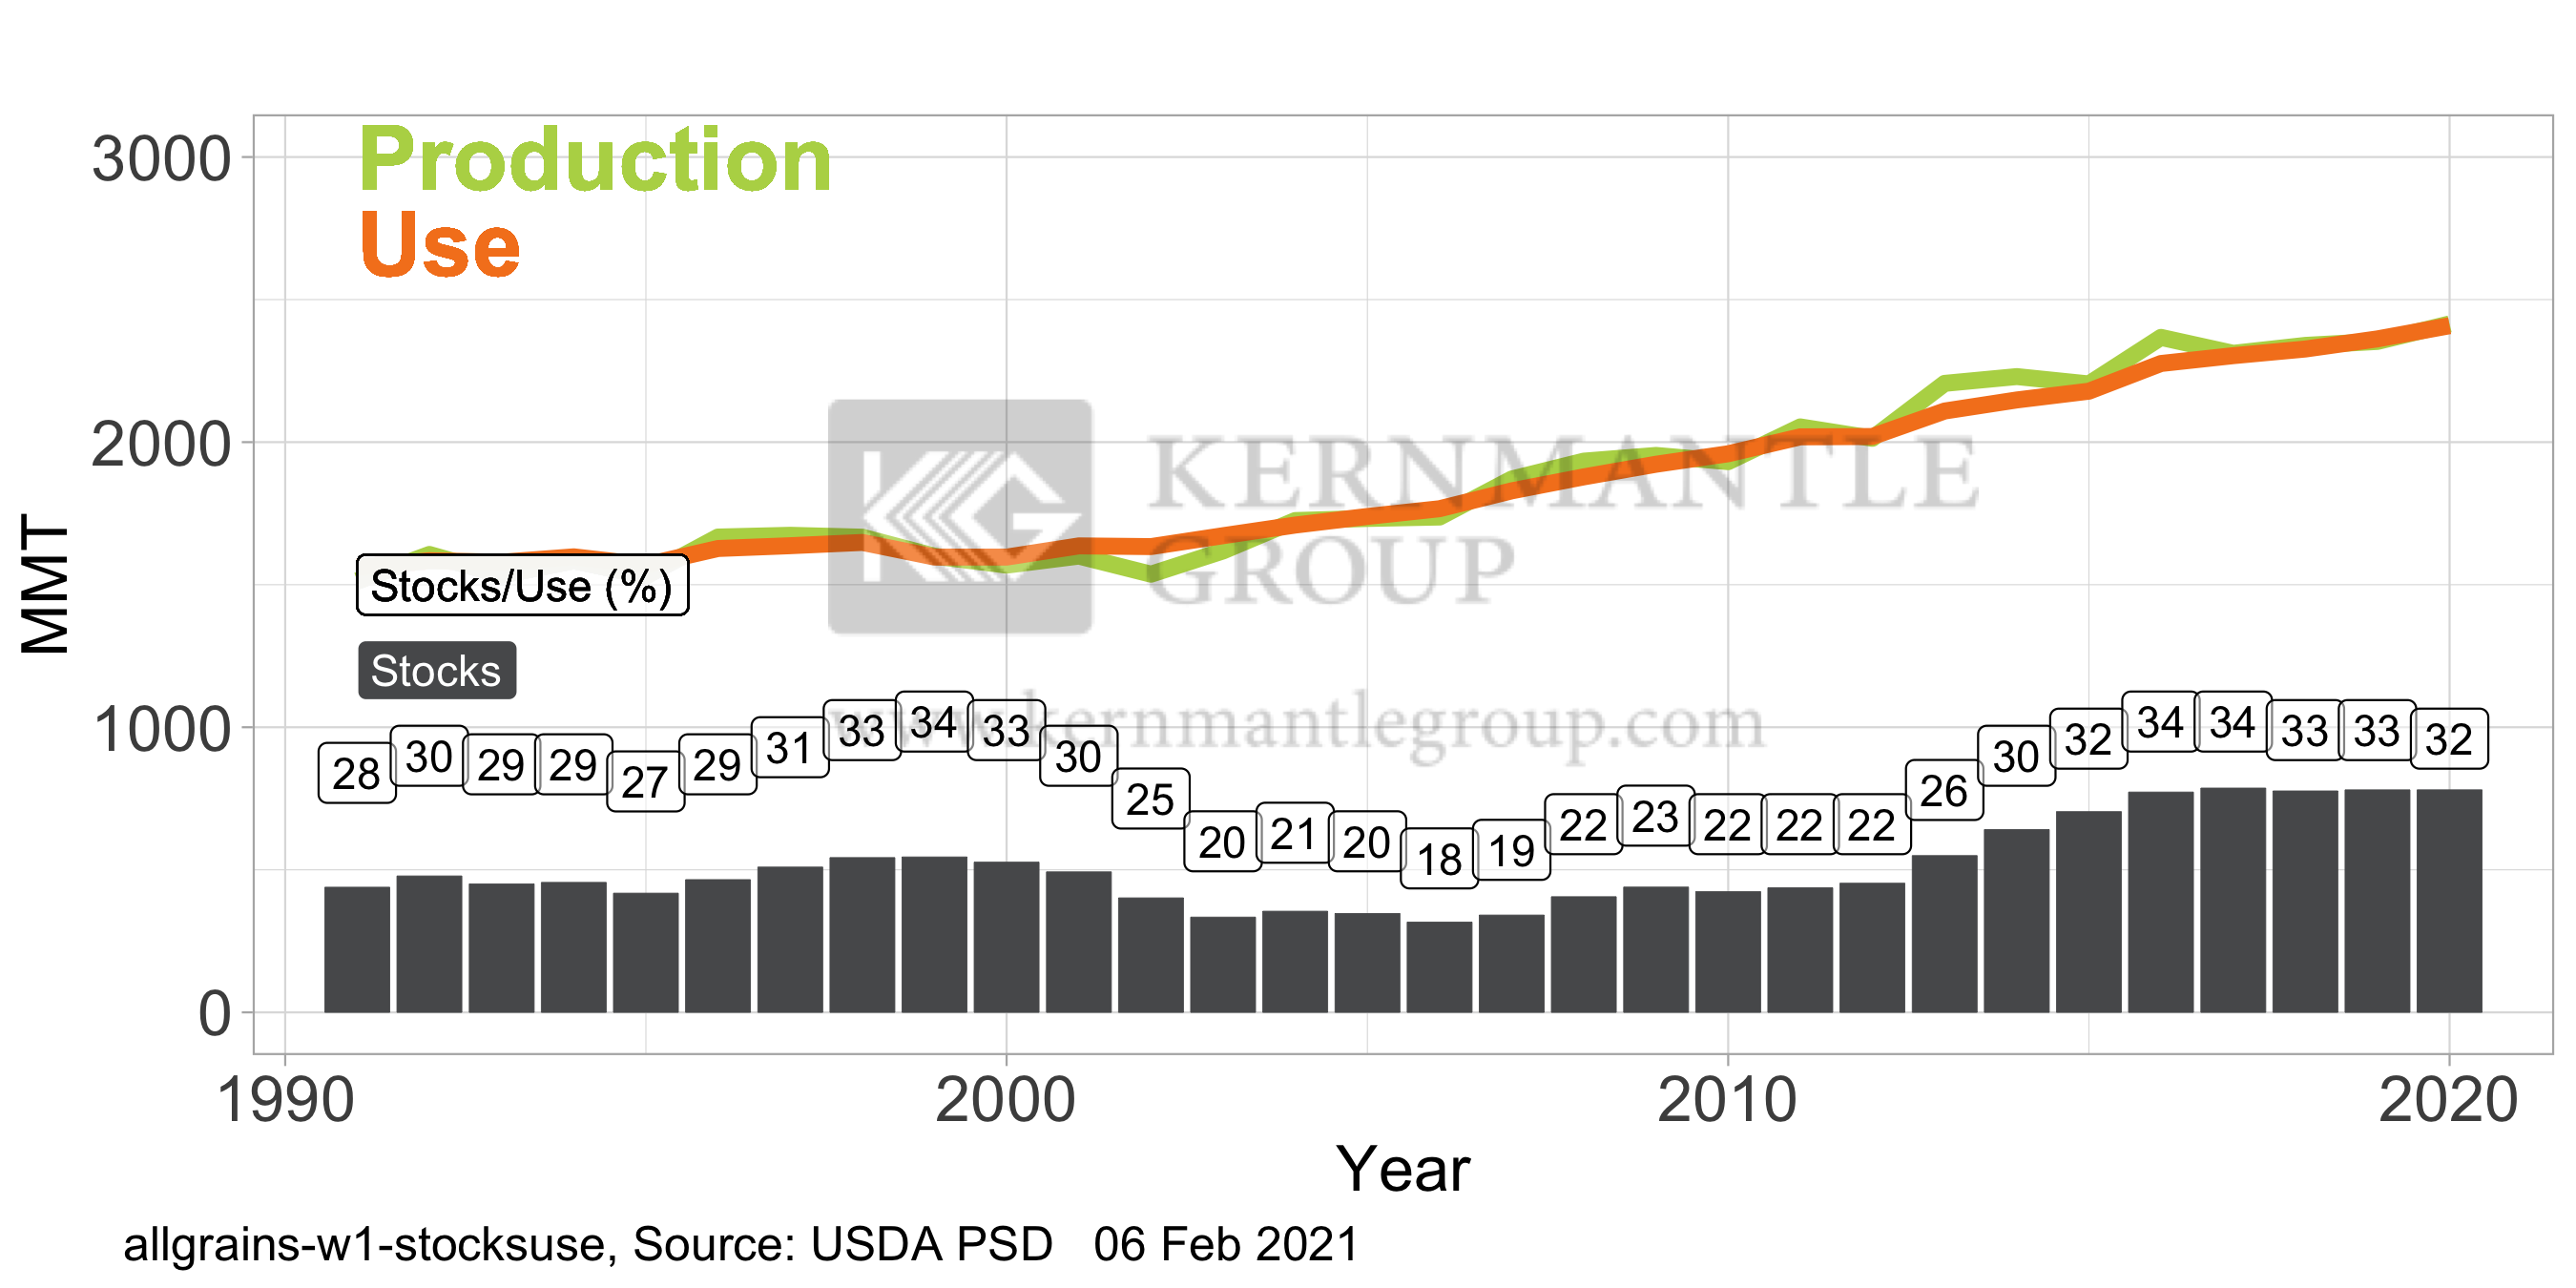 Production
Use
3000
2000
1000
0
MMT
KERNMANTLE
GROUP
www.kernmantlegroup.com
Stocks/Use (%)
Stocks
28 30 29 29 27 29 31 33 34 33 30 25 20 21 20 18 19 22 23 22 22 22 26 30 32 34 34 33 33 32
1990 2000 2010 2020
Year
allgrains-w1-stocksuse, Source: USDA PSD 06 Feb 2021